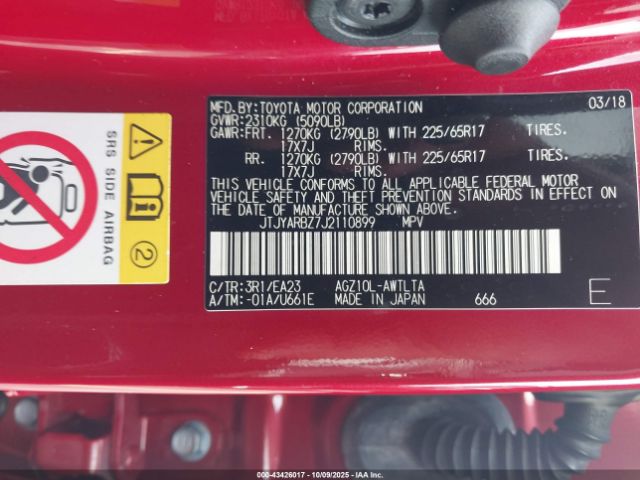 MFD.BY:TOYOTA MOTOR CORPORATION 03/18
GVWR:2310KG (5090LB)
GAWR:FRT. 1270KG (2790LB) WITH 225/65R17 TIRES.
17X7J RIMS.
RR. 1270KG (2790LB) WITH 225/65R17 TIRES.
17X7J RIMS.
THIS VEHICLE CONFORMS TO ALL APPLICABLE FEDERAL MOTOR
VEHICLE SAFETY AND THEFT PREVENTION STANDARDS IN EFFECT ON
THE DATE OF MANUFACTURE SHOWN ABOVE.
JTJYARBZ7J2110899 MPV
C/TR:3R1/EA23 AGZ10L-AWTLTA
A/TM:-01A/U661E MADE IN JAPAN 666 E
SRS SIDE AIRBAG
2
000-43426017 - 10/09/2025 - IAAI.COM